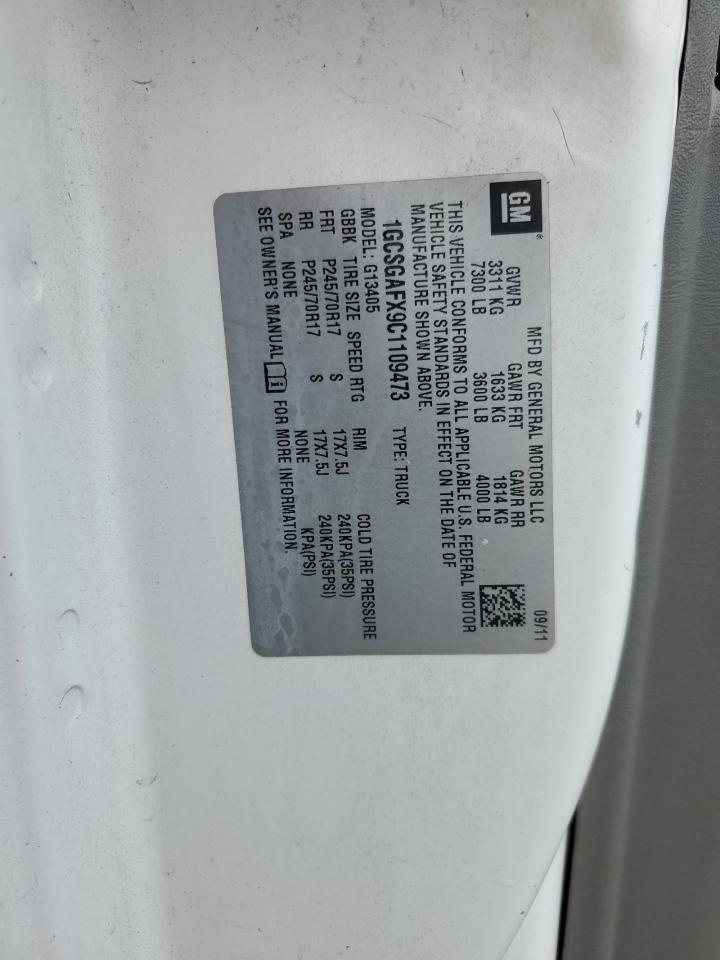 GM ®
MFD BY GENERAL MOTORS LLC 09/11
GVWR GAWR FRT GAWR RR
3311 KG 1633 KG 1814 KG
7300 LB 3600 LB 4000 LB
THIS VEHICLE CONFORMS TO ALL APPLICABLE U.S. FEDERAL MOTOR
VEHICLE SAFETY STANDARDS IN EFFECT ON THE DATE OF
MANUFACTURE SHOWN ABOVE.
1GCSGAFX9C1109473 TYPE: TRUCK
MODEL: G13405
GBBK TIRE SIZE SPEED RTG RIM COLD TIRE PRESSURE
FRT P245/70R17 S 17X7.5J 240KPA(35PSI)
RR P245/70R17 S 17X7.5J 240KPA(35PSI)
SPA NONE NONE KPA(PSI)
SEE OWNER'S MANUAL i FOR MORE INFORMATION.